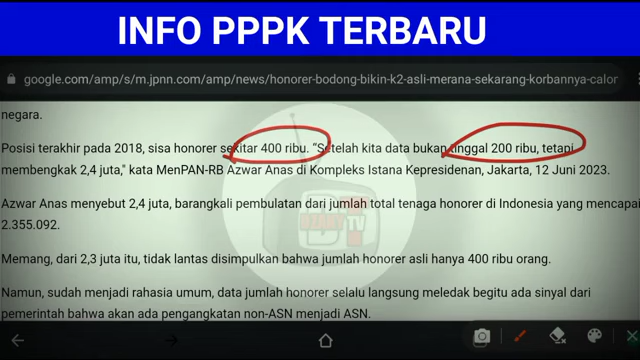 INFO PPPK TERBARU
google.com/amp/s/m.jpnn.com/amp/news/honorer-bodong-bikin-k2-asli-merana-sekarang-korbannya-calor
negara.
Posisi terakhir pada 2018, sisa honorer sekitar 400 ribu. “Setelah kita data bukan tinggal 200 ribu, tetapi
membengkak 2,4 juta," kata MenPAN-RB Azwar Anas di Kompleks Istana Kepresidenan, Jakarta, 12 Juni 2023.
Azwar Anas menyebut 2,4 juta, barangkali pembulatan dari jumlah total tenaga honorer di Indonesia yang mencapai
2.355.092.
Memang, dari 2,3 juta itu, tidak lantas disimpulkan bahwa jumlah honorer asli hanya 400 ribu orang.
Namun, sudah menjadi rahasia umum, data jumlah honorer selalu langsung meledak begitu ada sinyal dari
pemerintah bahwa akan ada pengangkatan non-ASN menjadi ASN.